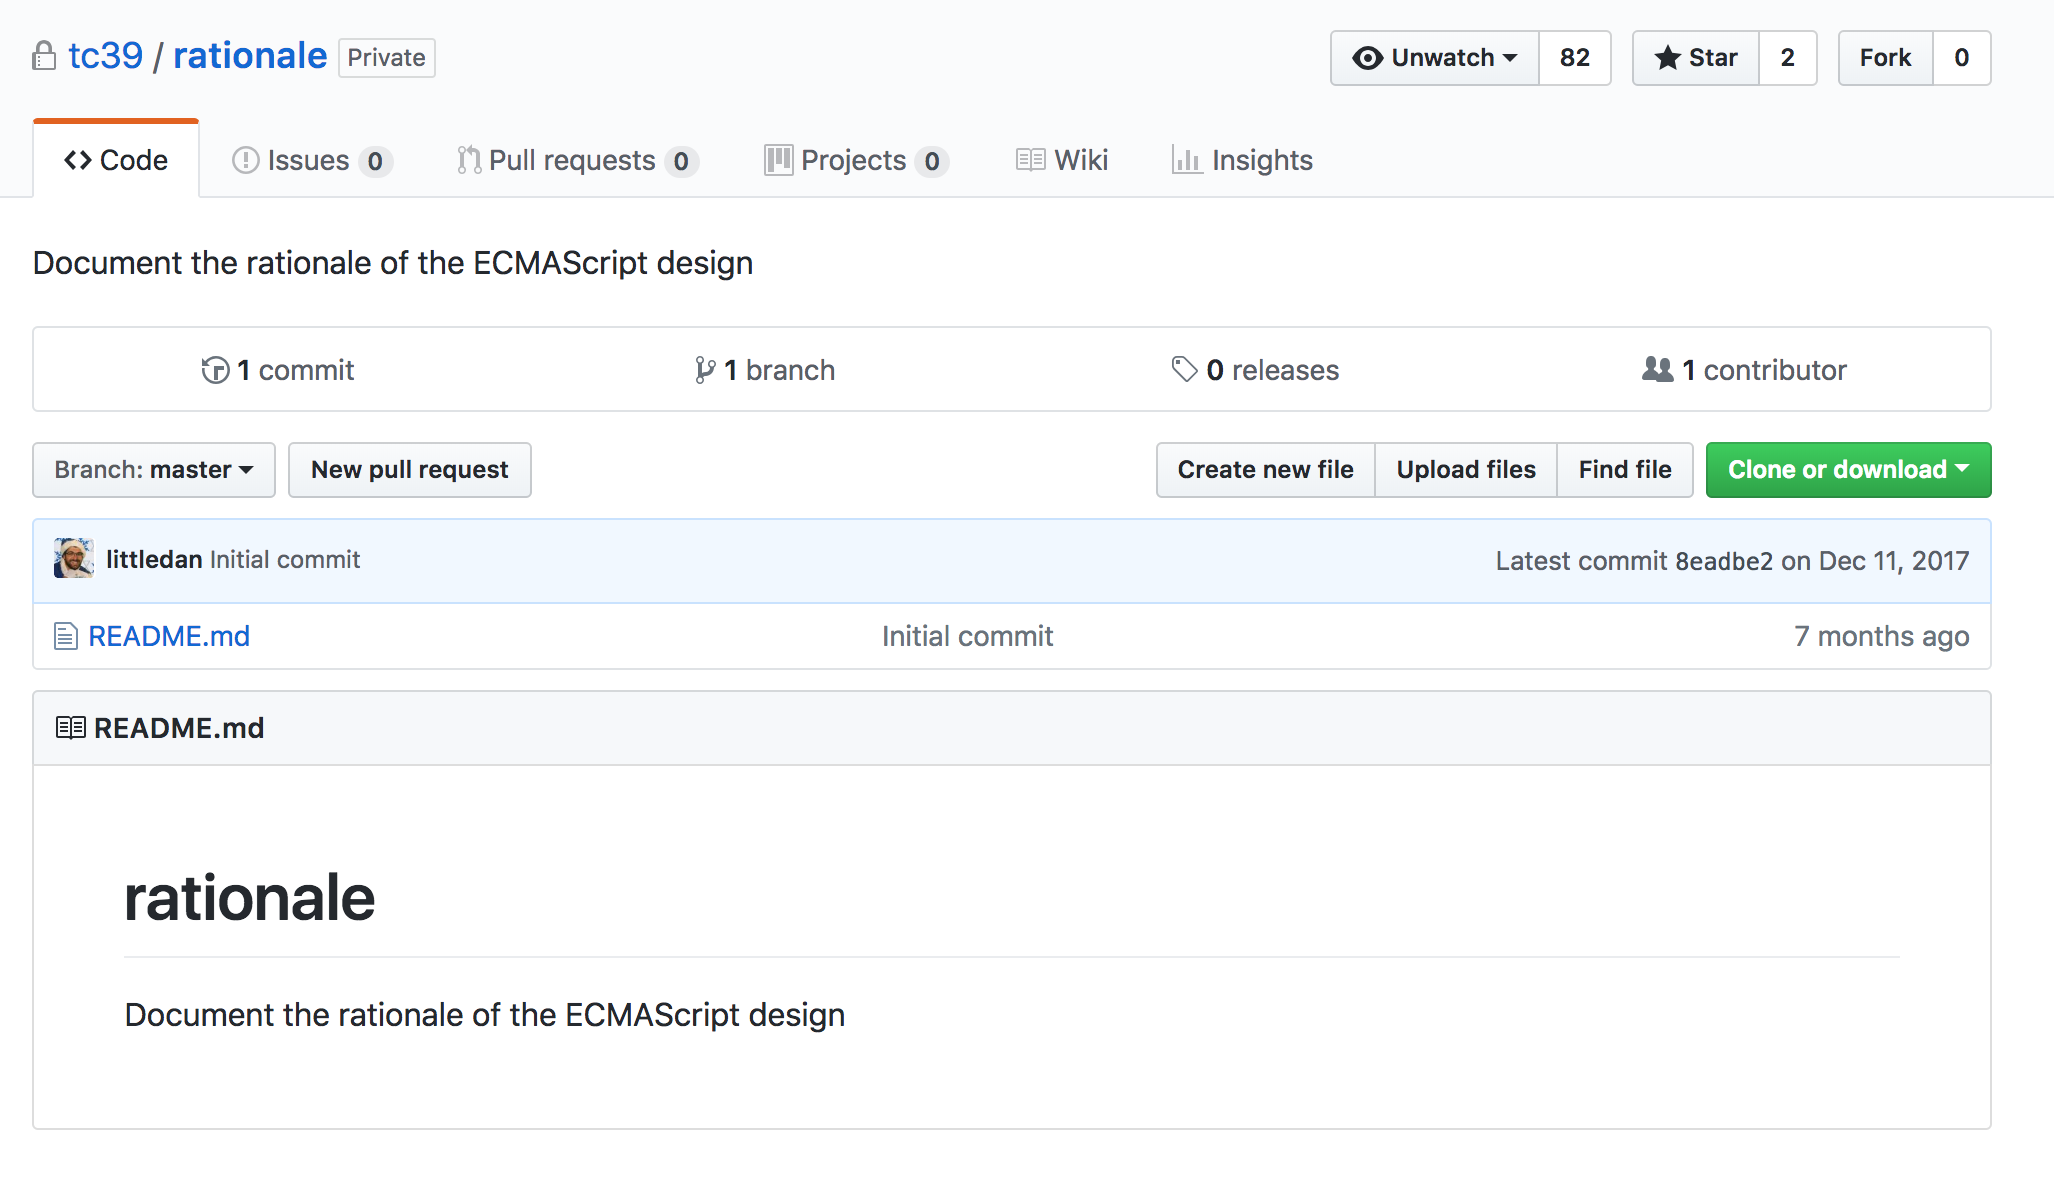 tc39 / rationale Private Unwatch 82 Star 2 Fork 0
Code Issues 0 Pull requests 0 Projects 0 Wiki Insights
Document the rationale of the ECMAScript design
1 commit 1 branch 0 releases 1 contributor
Branch: master New pull request Create new file Upload files Find file Clone or download
littledan Initial commit Latest commit 8eadbe2 on Dec 11, 2017
README.md Initial commit 7 months ago
README.md
rationale
Document the rationale of the ECMAScript design